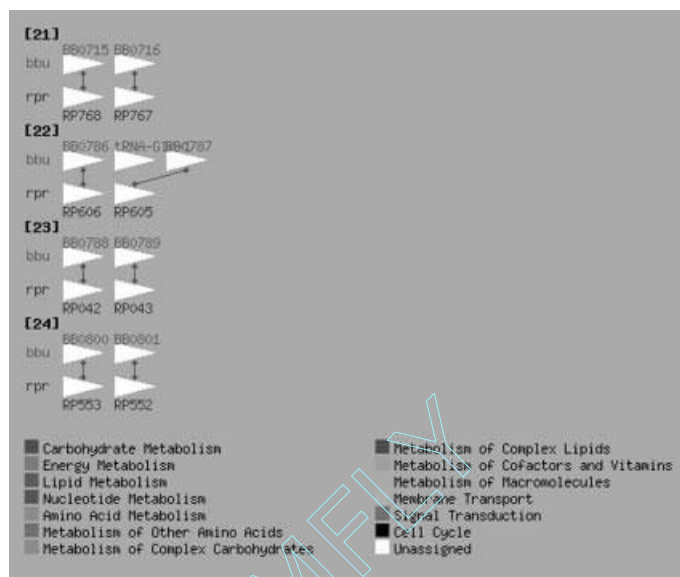 [21]
BB0715 BB0716
bbu
rpr
RP768 RP767
[22]
BB0786
bbu
rpr
RP606 RP605
[23]
BB0788 BB0789
bbu
rpr
RP042 RP043
[24]
BB0800 BB0801
bbu
rpr
RP553 RP552
Carbohydrate Metabolism
Energy Metabolism
Lipid Metabolism
Nucleotide Metabolism
Amino Acid Metabolism
Metabolism of Other Amino Acids
Metabolism of Complex Carbohydrates
Metabolism of Complex Lipids
Metabolism of Cofactors and Vitamins
Metabolism of Macromolecules
Membrane Transport
Signal Transduction
Cell Cycle
Unassigned